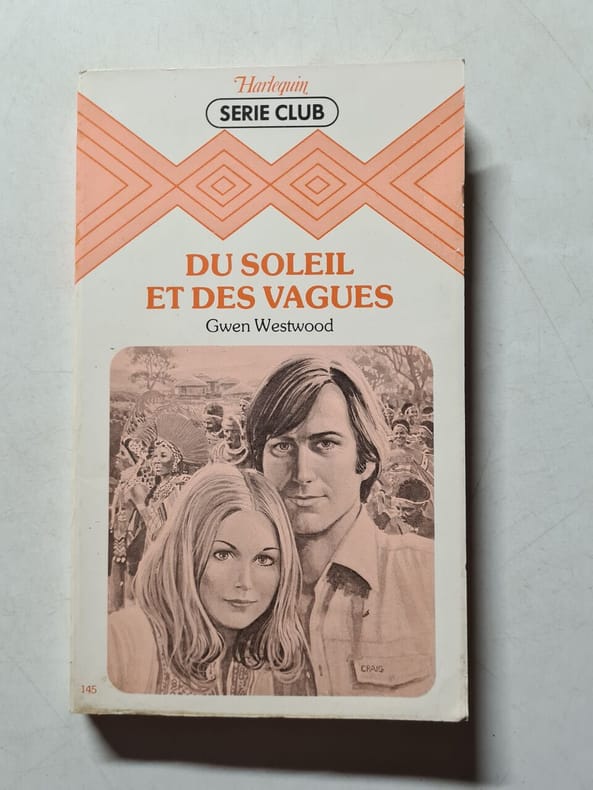 Harlequin
SERIE CLUB
DU SOLEIL
ET DES VAGUES
Gwen Westwood
CRAIG
145